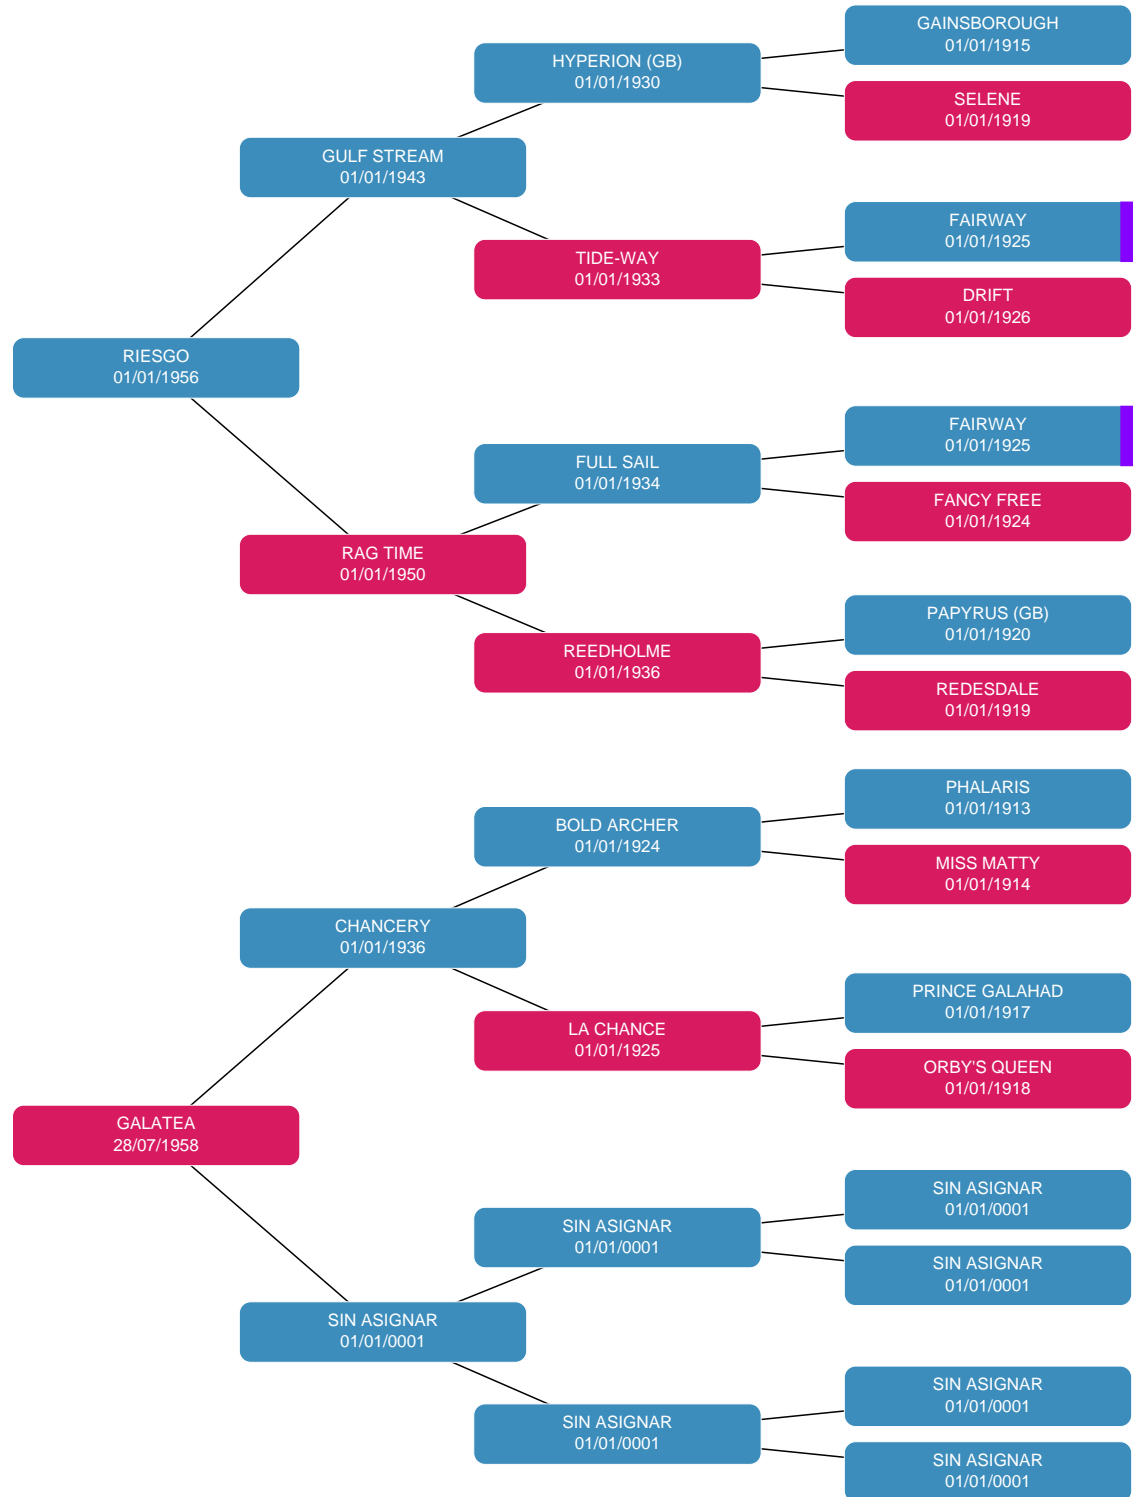 GAINSBOROUGH
01/01/1915
HYPERION (GB)
01/01/1930
SELENE
01/01/1919
GULF STREAM
01/01/1943
FAIRWAY
01/01/1925
TIDE-WAY
01/01/1933
DRIFT
01/01/1926
RIESGO
01/01/1956
FAIRWAY
01/01/1925
FULL SAIL
01/01/1934
FANCY FREE
01/01/1924
RAG TIME
01/01/1950
PAPYRUS (GB)
01/01/1920
REEDHOLME
01/01/1936
REDESDALE
01/01/1919
PHALARIS
01/01/1913
BOLD ARCHER
01/01/1924
MISS MATTY
01/01/1914
CHANCERY
01/01/1936
PRINCE GALAHAD
01/01/1917
LA CHANCE
01/01/1925
ORBY'S QUEEN
01/01/1918
GALATEA
28/07/1958
SIN ASIGNAR
01/01/0001
SIN ASIGNAR
01/01/0001
SIN ASIGNAR
01/01/0001
SIN ASIGNAR
01/01/0001
SIN ASIGNAR
01/01/0001
SIN ASIGNAR
01/01/0001
SIN ASIGNAR
01/01/0001